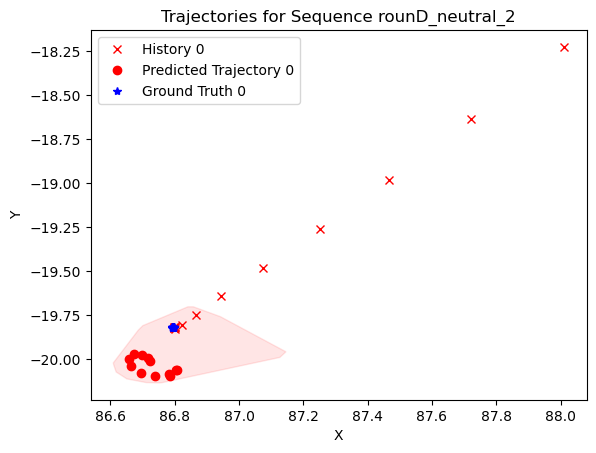 Trajectories for Sequence rounD_neutral_2
History 0
Predicted Trajectory 0
Ground Truth 0
Y
−18.25
−18.50
−18.75
−19.00
−19.25
−19.50
−19.75
−20.00
86.6 86.8 87.0 87.2 87.4 87.6 87.8 88.0
X